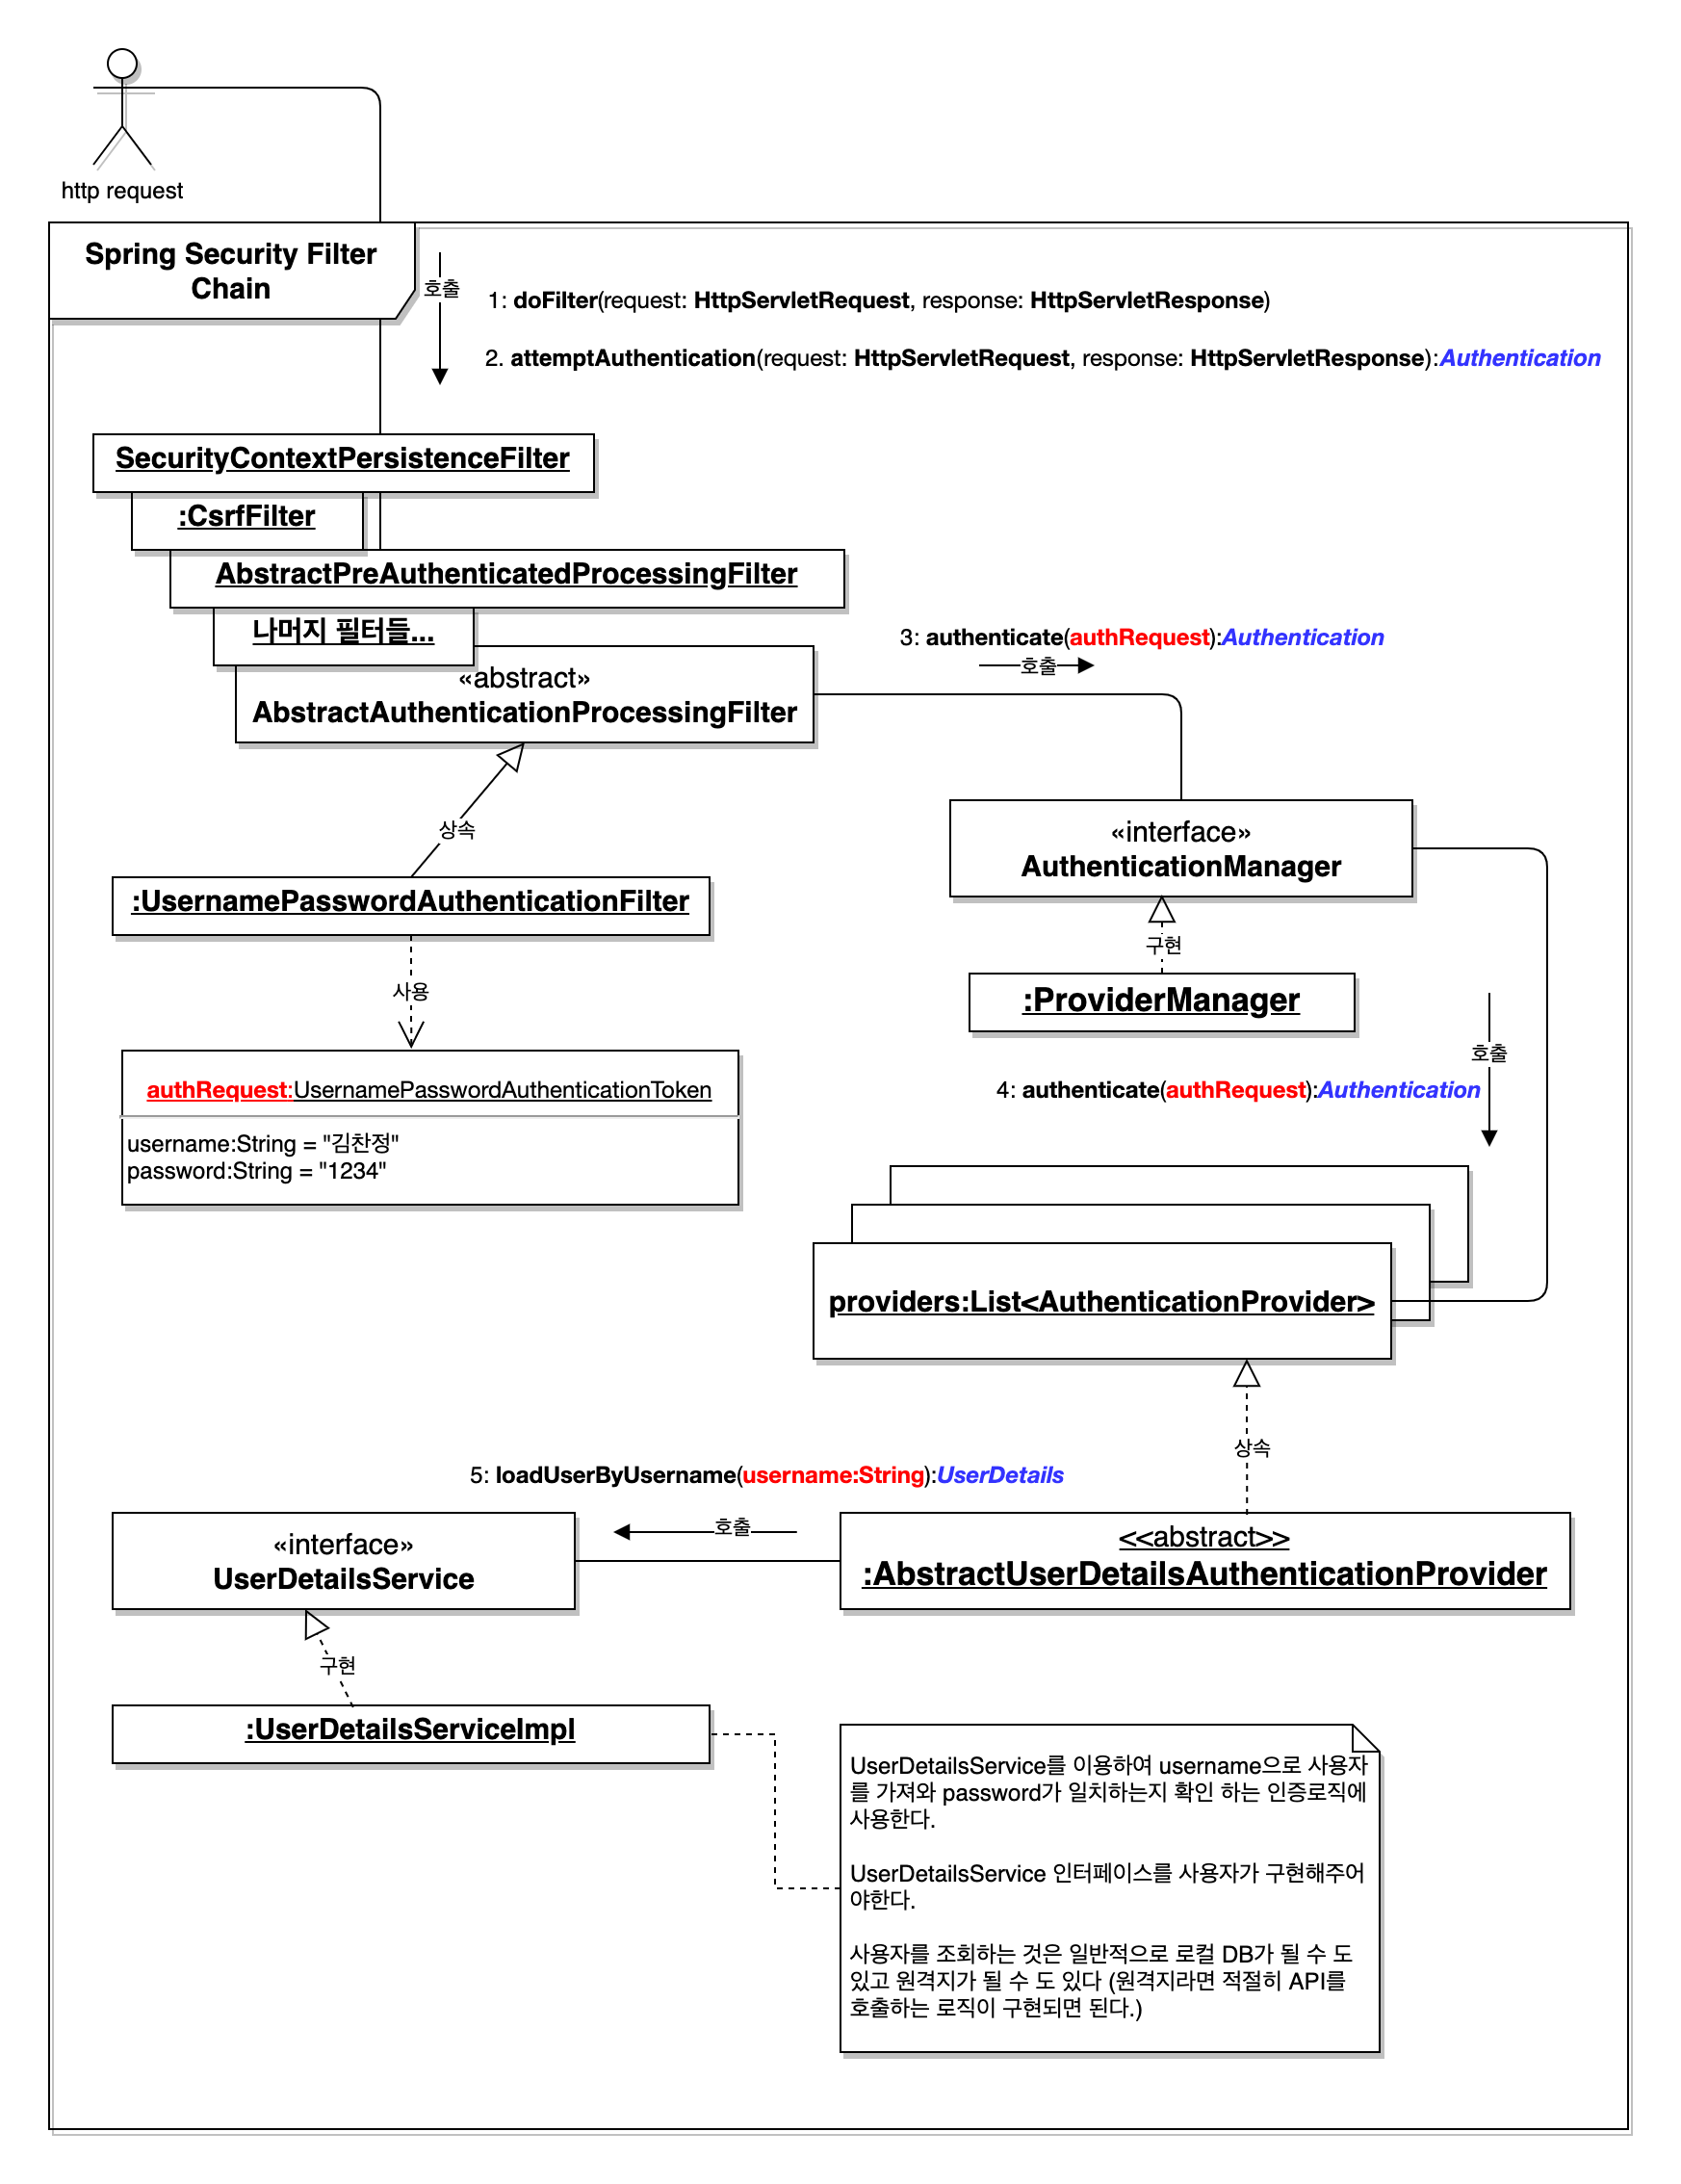 http request
Spring Security Filter
Chain
호출
1: doFilter(request: HttpServletRequest, response: HttpServletResponse)
2. attemptAuthentication(request: HttpServletRequest, response: HttpServletResponse):Authentication
SecurityContextPersistenceFilter
:CsrfFilter
AbstractPreAuthenticatedProcessingFilter
나머지 필터들...
«abstract»
AbstractAuthenticationProcessingFilter
3: authenticate(authRequest):Authentication
호출
상속
«interface»
AuthenticationManager
:UsernamePasswordAuthenticationFilter
구현
:ProviderManager
사용
호출
authRequest:UsernamePasswordAuthenticationToken
username:String = "김찬정"
password:String = "1234"
4: authenticate(authRequest):Authentication
providers:List<AuthenticationProvider>
상속
5: loadUserByUsername(username:String):UserDetails
호출
«interface»
UserDetailsService
<<abstract>>
:AbstractUserDetailsAuthenticationProvider
구현
:UserDetailsServiceImpl
UserDetailsService를 이용하여 username으로 사용자
를 가져와 password가 일치하는지 확인 하는 인증로직에
사용한다.
UserDetailsService 인터페이스를 사용자가 구현해주어
야한다.
사용자를 조회하는 것은 일반적으로 로컬 DB가 될 수 도
있고 원격지가 될 수 도 있다 (원격지라면 적절히 API를
호출하는 로직이 구현되면 된다.)